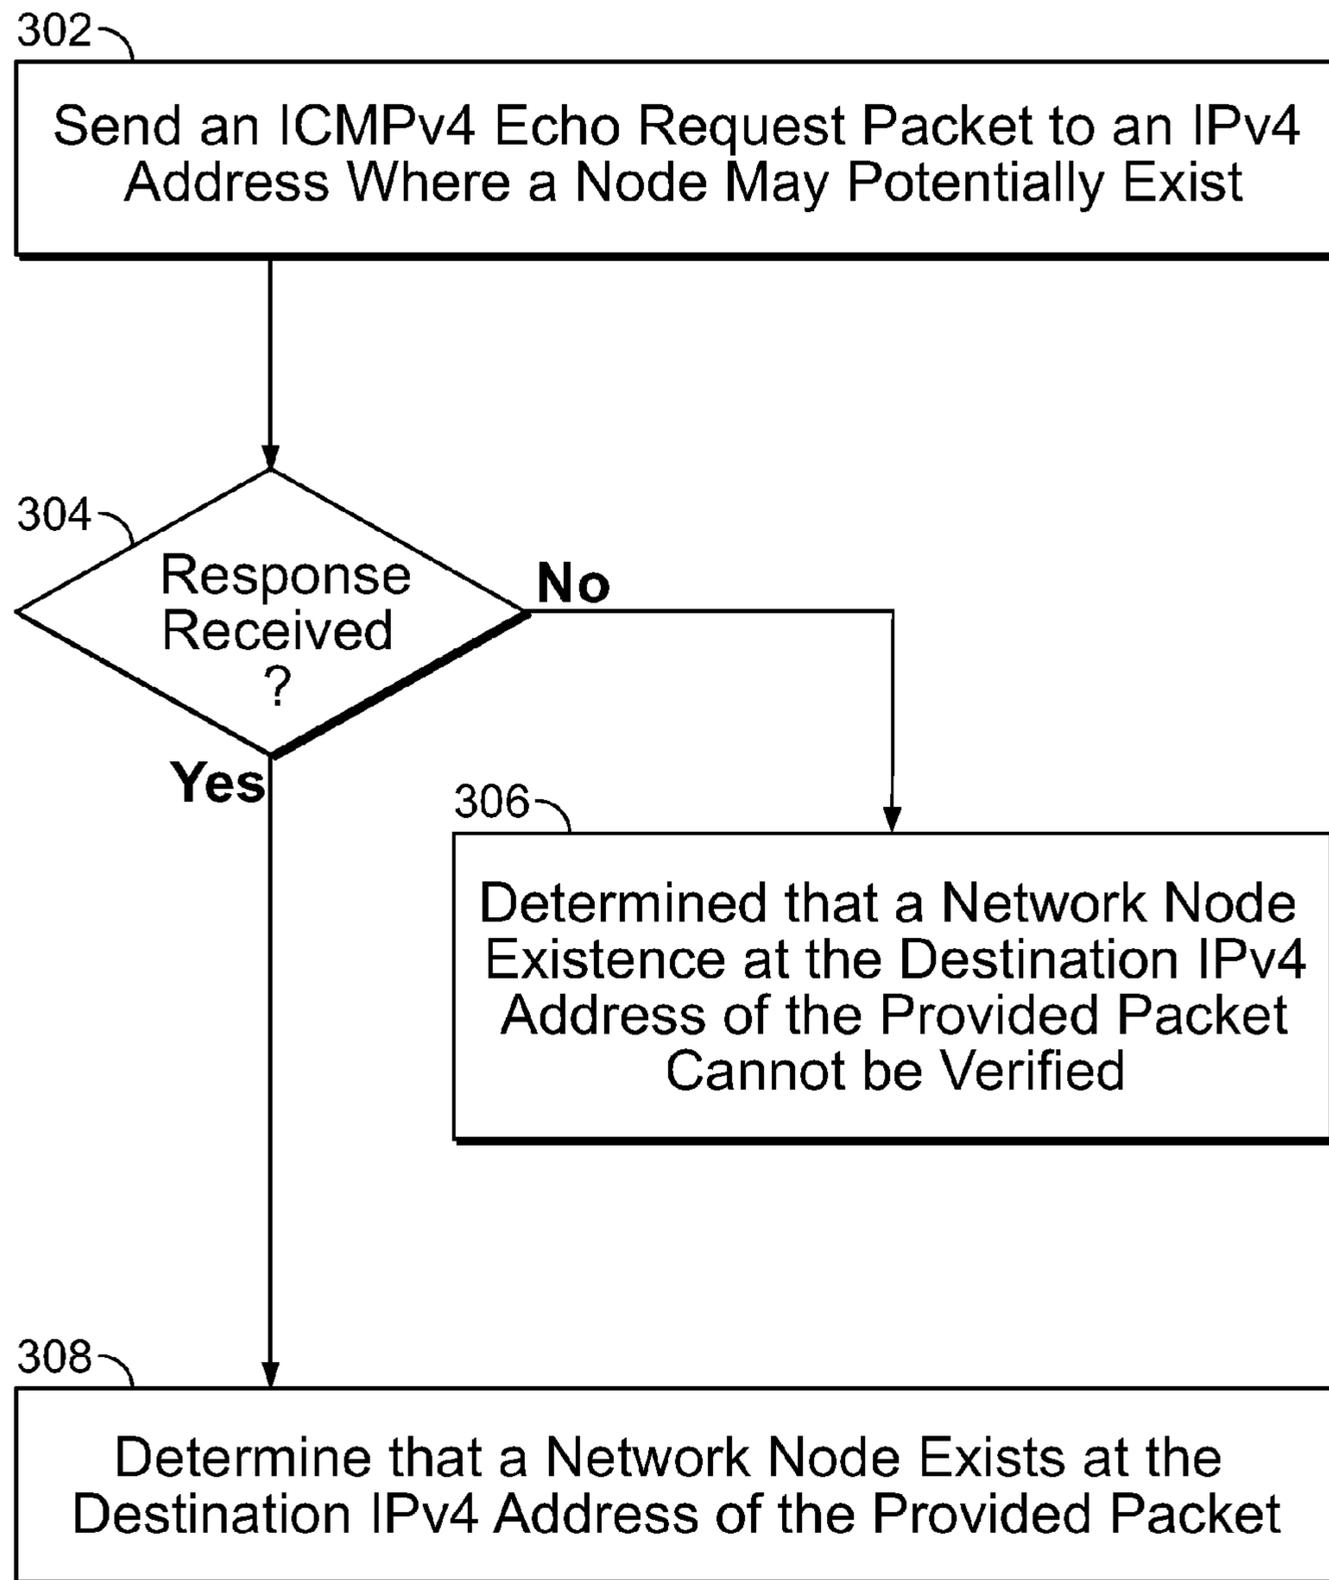 302
Send an ICMPv4 Echo Request Packet to an IPv4
Address Where a Node May Potentially Exist
304
Response
Received
?
No
Yes
306
Determined that a Network Node
Existence at the Destination IPv4
Address of the Provided Packet
Cannot be Verified
308
Determine that a Network Node Exists at the
Destination IPv4 Address of the Provided Packet